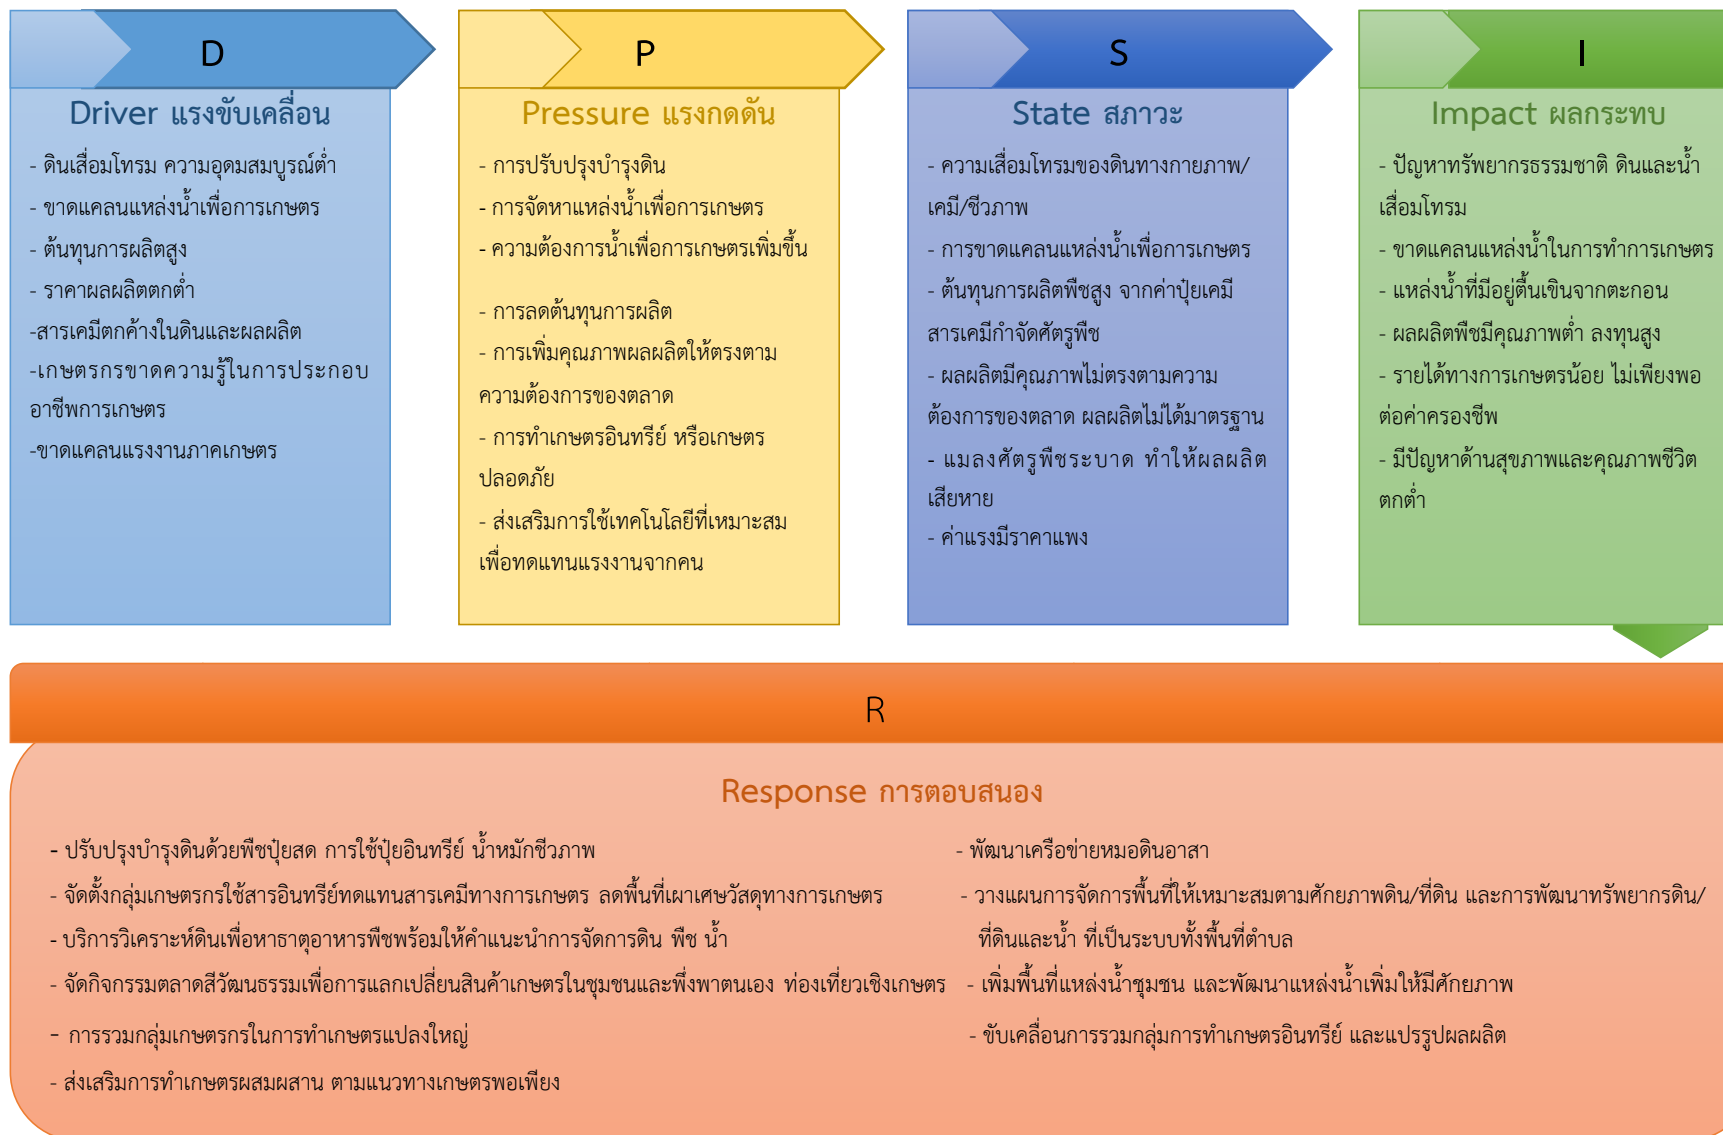 D
Driver แรงขับเคลื่อน
- ดินเสื่อมโทรม ความอุดมสมบูรณ์ต่ำ
- ขาดแคลนแหล่งน้ำเพื่อการเกษตร
- ต้นทุนการผลิตสูง
- ราคาผลผลิตตกต่ำ
-สารเคมีตกค้างในดินและผลผลิต
-เกษตรกรขาดความรู้ในการประกอบ
อาชีพการเกษตร
-ขาดแคลนแรงงานภาคเกษตร
P
Pressure แรงกดดัน
- การปรับปรุงบำรุงดิน
- การจัดหาแหล่งน้ำเพื่อการเกษตร
- ความต้องการน้ำเพื่อการเกษตรเพิ่มขึ้น
- การลดต้นทุนการผลิต
- การเพิ่มคุณภาพผลผลิตให้ตรงตาม
ความต้องการของตลาด
- การทำเกษตรอินทรีย์ หรือเกษตร
ปลอดภัย
- ส่งเสริมการใช้เทคโนโลยีที่เหมาะสม
เพื่อทดแทนแรงงานจากคน
S
State สภาวะ
- ความเสื่อมโทรมของดินทางกายภาพ/
เคมี/ชีวภาพ
- การขาดแคลนแหล่งน้ำเพื่อการเกษตร
- ต้นทุนการผลิตพืชสูง จากค่าปุ๋ยเคมี
สารเคมีกำจัดศัตรูพืช
- ผลผลิตมีคุณภาพไม่ตรงตามความ
ต้องการของตลาด ผลผลิตไม่ได้มาตรฐาน
- แมลงศัตรูพืชระบาด ทำให้ผลผลิต
เสียหาย
- ค่าแรงมีราคาแพง
I
Impact ผลกระทบ
- ปัญหาทรัพยากรธรรมชาติ ดินและน้ำ
เสื่อมโทรม
- ขาดแคลนแหล่งน้ำในการทำการเกษตร
- แหล่งน้ำที่มีอยู่ตื้นเขินจากตะกอน
- ผลผลิตพืชมีคุณภาพต่ำ ลงทุนสูง
- รายได้ทางการเกษตรน้อย ไม่เพียงพอ
ต่อค่าครองชีพ
- มีปัญหาด้านสุขภาพและคุณภาพชีวิต
ตกต่ำ
R
Response การตอบสนอง
- ปรับปรุงบำรุงดินด้วยพืชปุ๋ยสด การใช้ปุ๋ยอินทรีย์ น้ำหมักชีวภาพ
- จัดตั้งกลุ่มเกษตรกรใช้สารอินทรีย์ทดแทนสารเคมีทางการเกษตร ลดพื้นที่เผาเศษวัสดุทางการเกษตร
- บริการวิเคราะห์ดินเพื่อหาธาตุอาหารพืชพร้อมให้คำแนะนำการจัดการดิน พืช น้ำ
- จัดกิจกรรมตลาดสีวัฒนธรรมเพื่อการแลกเปลี่ยนสินค้าเกษตรในชุมชนและพึ่งพาตนเอง ท่องเที่ยวเชิงเกษตร
- การรวมกลุ่มเกษตรกรในการทำเกษตรแปลงใหญ่
- ส่งเสริมการทำเกษตรผสมผสาน ตามแนวทางเกษตรพอเพียง
- พัฒนาเครือข่ายหมอดินอาสา
- วางแผนการจัดการพื้นที่ให้เหมาะสมตามศักยภาพดิน/ที่ดิน และการพัฒนาทรัพยากรดิน/
ที่ดินและน้ำ ที่เป็นระบบทั้งพื้นที่ตำบล
- เพิ่มพื้นที่แหล่งน้ำชุมชน และพัฒนาแหล่งน้ำเพิ่มให้มีศักยภาพ
- ขับเคลื่อนการรวมกลุ่มการทำเกษตรอินทรีย์ และแปรรูปผลผลิต